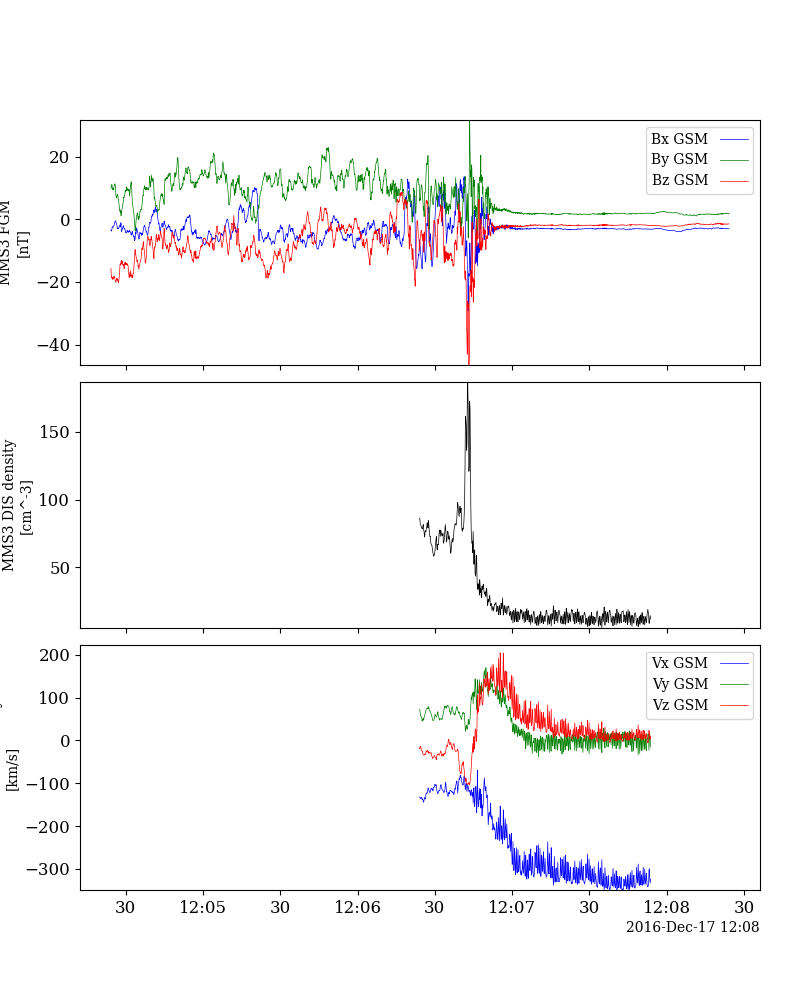 20
0
−20
−40
MMS3 FGM
[nT]
Bx GSM
By GSM
Bz GSM
150
100
50
MMS3 DIS density
[cm^-3]
200
100
0
−100
−200
−300
[km/s]
Vx GSM
Vy GSM
Vz GSM
30 12:05 30 12:06 30 12:07 30 12:08 30
2016-Dec-17 12:08